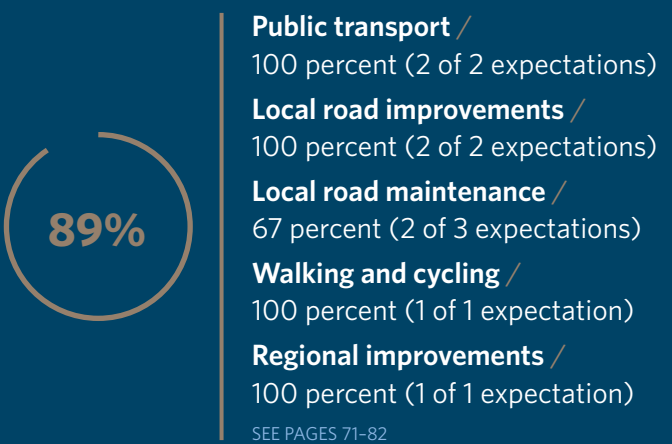 89%
Public transport /
100 percent (2 of 2 expectations)
Local road improvements /
100 percent (2 of 2 expectations)
Local road maintenance /
67 percent (2 of 3 expectations)
Walking and cycling /
100 percent (1 of 1 expectation)
Regional improvements /
100 percent (1 of 1 expectation)
SEE PAGES 71–82